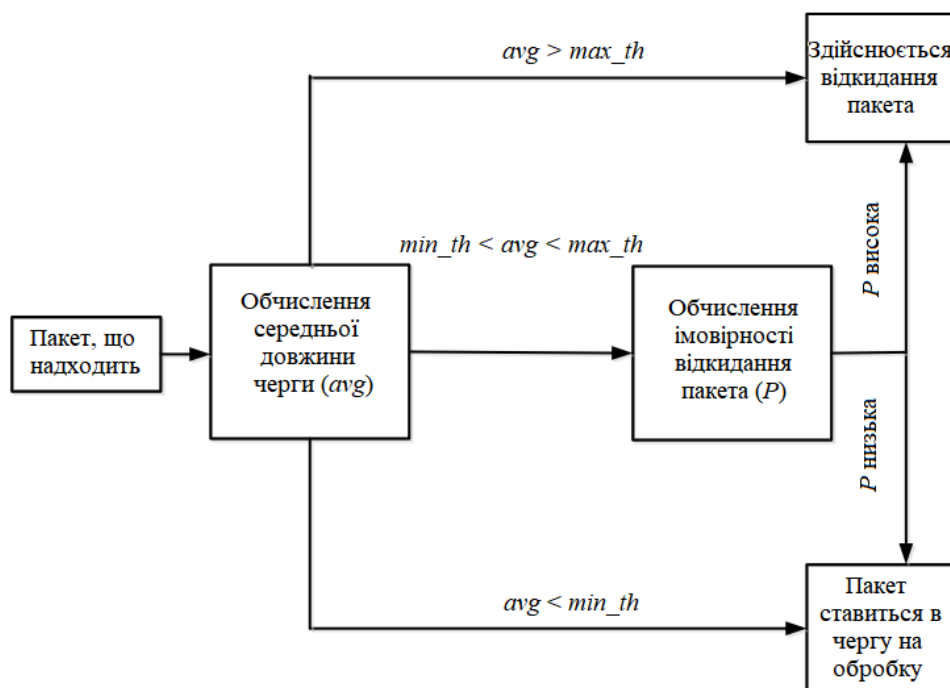 avg > max_th
Здійснюється
відкидання
пакета
min_th < avg < max_th
P висока
Пакет, що
надходить
Обчислення
середньої
довжини
черги (avg)
Обчислення
імовірності
відкидання
пакета (P)
P низька
avg < min_th
Пакет
ставиться в
чергу на
обробку